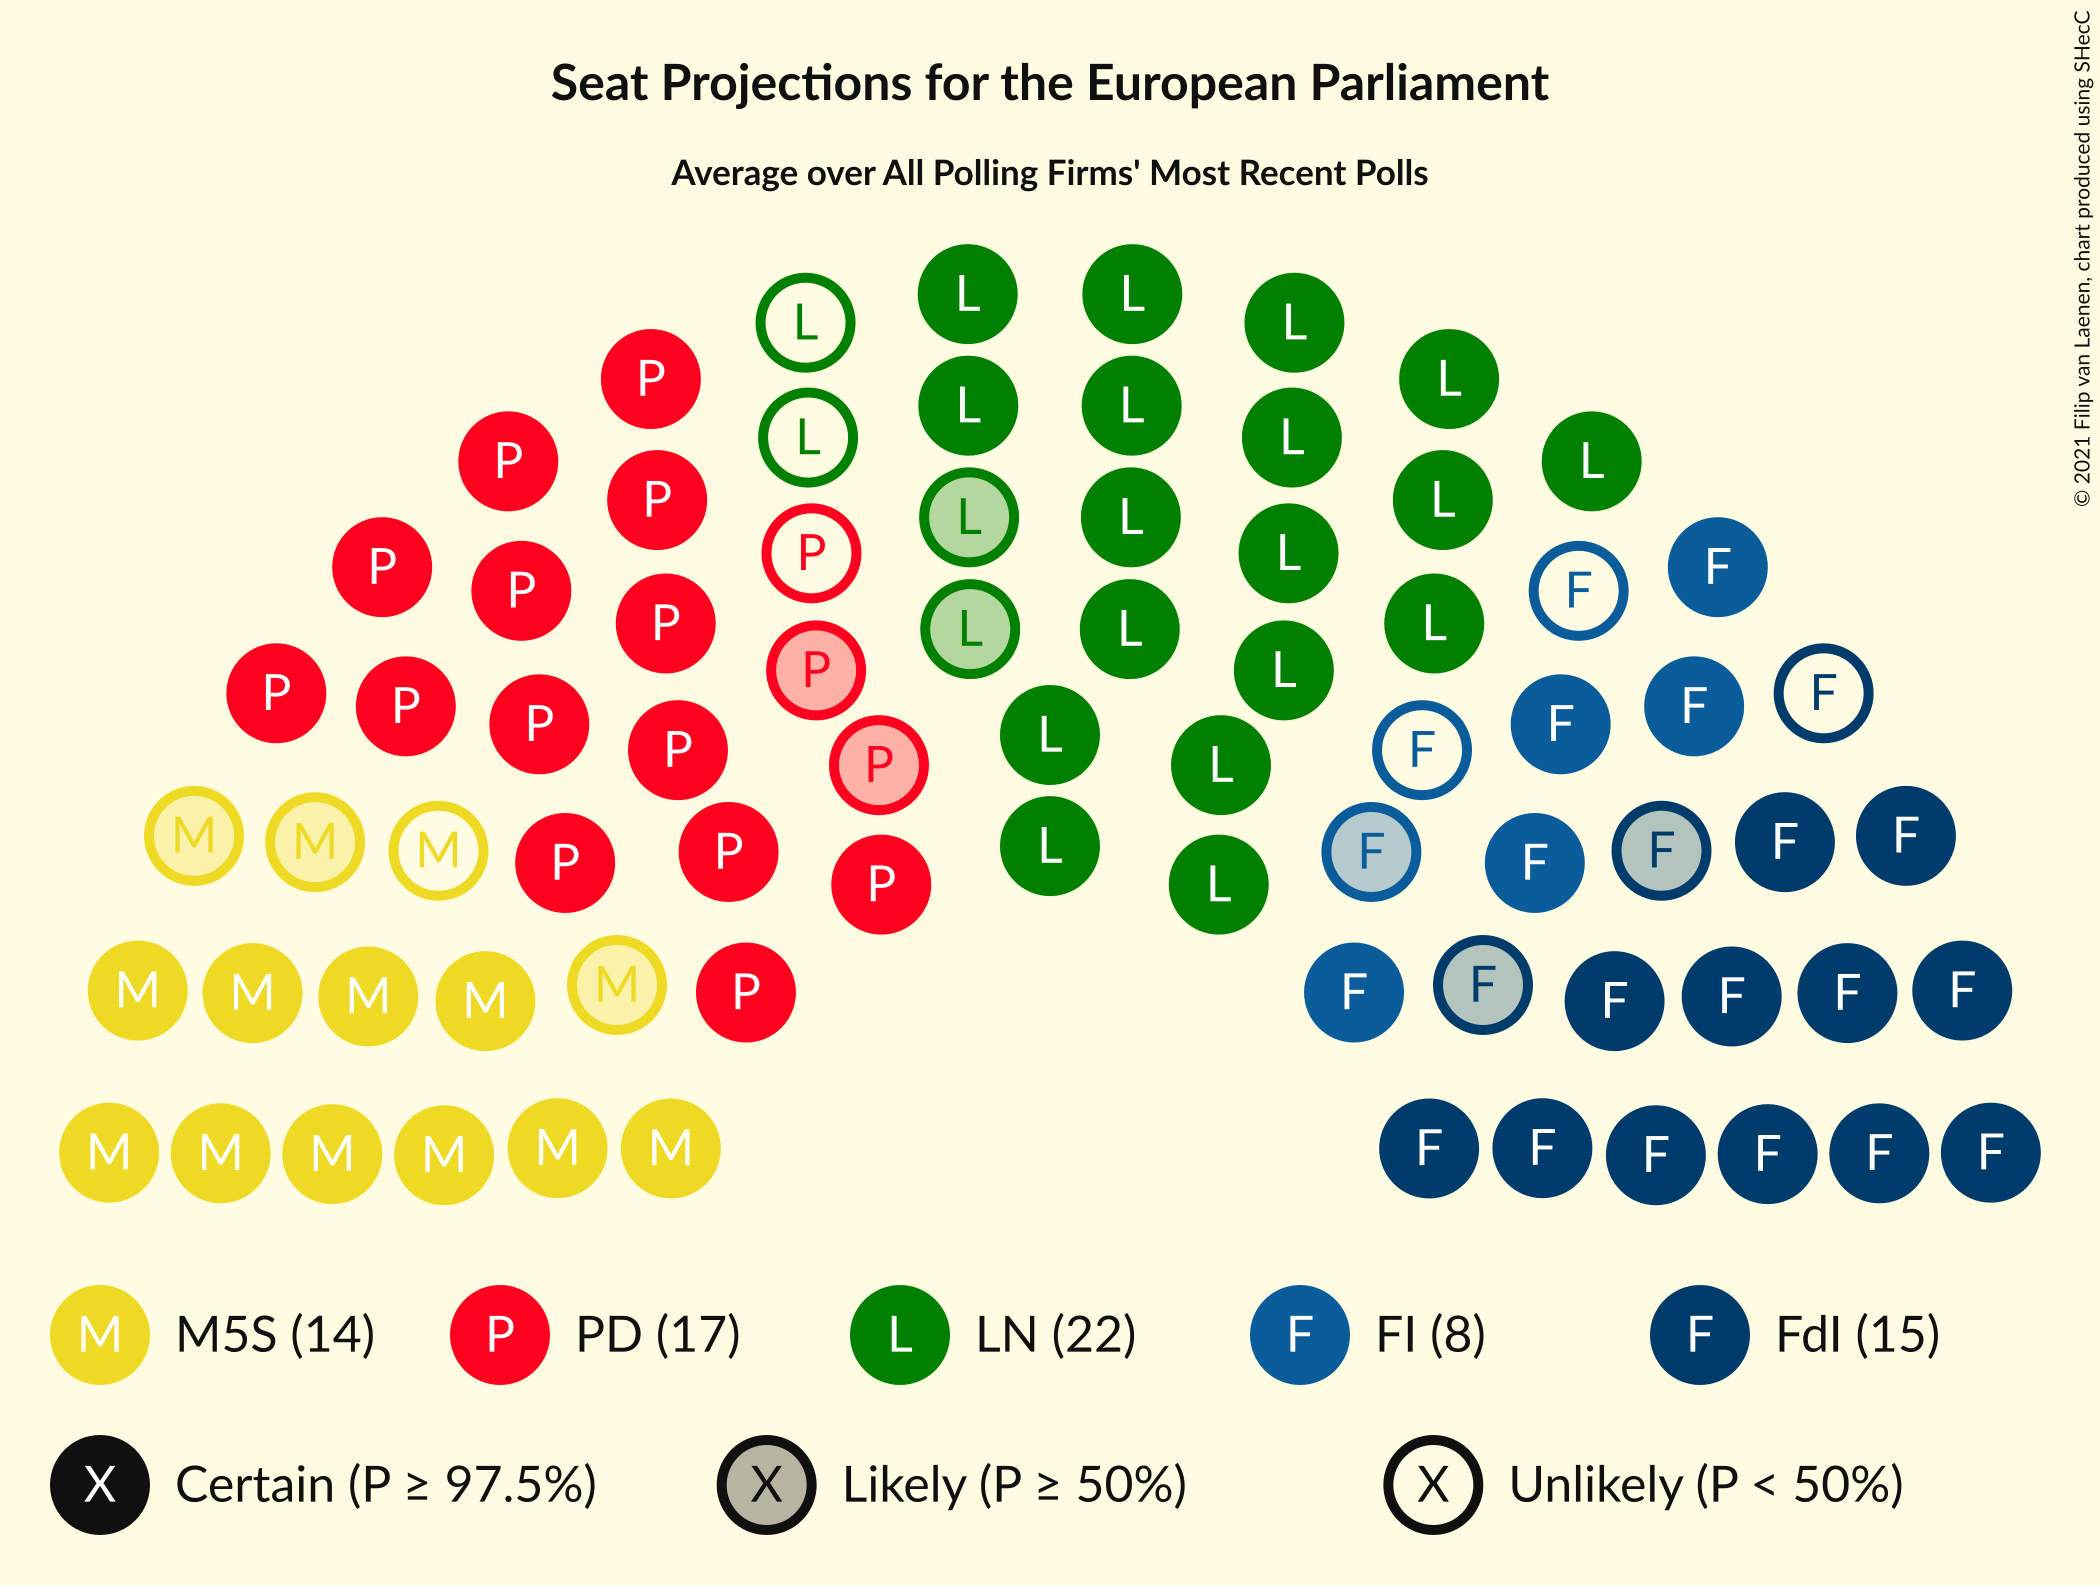 Seat Projections for the European Parliament
Average over All Polling Firms' Most Recent Polls
© 2021 Filip van Laenen, chart produced using SHecC
L L L L
P L L L L L P
P P L L L L L
P P P L L L L F F
P P P L L L L F
P P P P P L L F F F F
M M M P P P L L F F F F F
M M M M M P P L F F F F F F
M M M M M M F F F F F F
M M5S (14) P PD (17) L LN (22) F FI (8) F FdI (15)
X Certain (P ≥ 97.5%) X Likely (P ≥ 50%) X Unlikely (P < 50%)